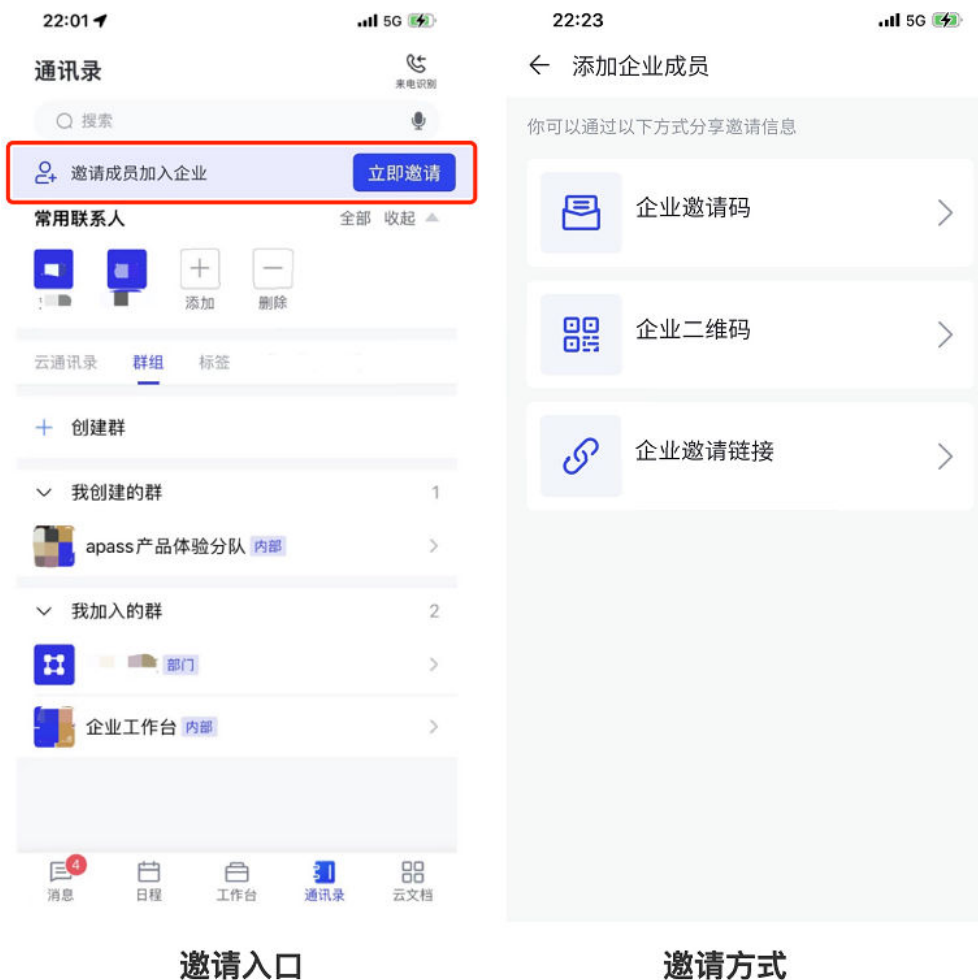 22:01
5G
通讯录
来电识别
搜索
邀请成员加入企业
立即邀请
常用联系人
全部 收起
添加
删除
云通讯录 群组 标签
创建群
我创建的群 1
apass产品体验分队 内部
我加入的群 2
部门
企业工作台 内部
4
消息 日程 工作台 通讯录 云文档
邀请入口
22:23
5G
添加企业成员
你可以通过以下方式分享邀请信息
企业邀请码
企业二维码
企业邀请链接
邀请方式